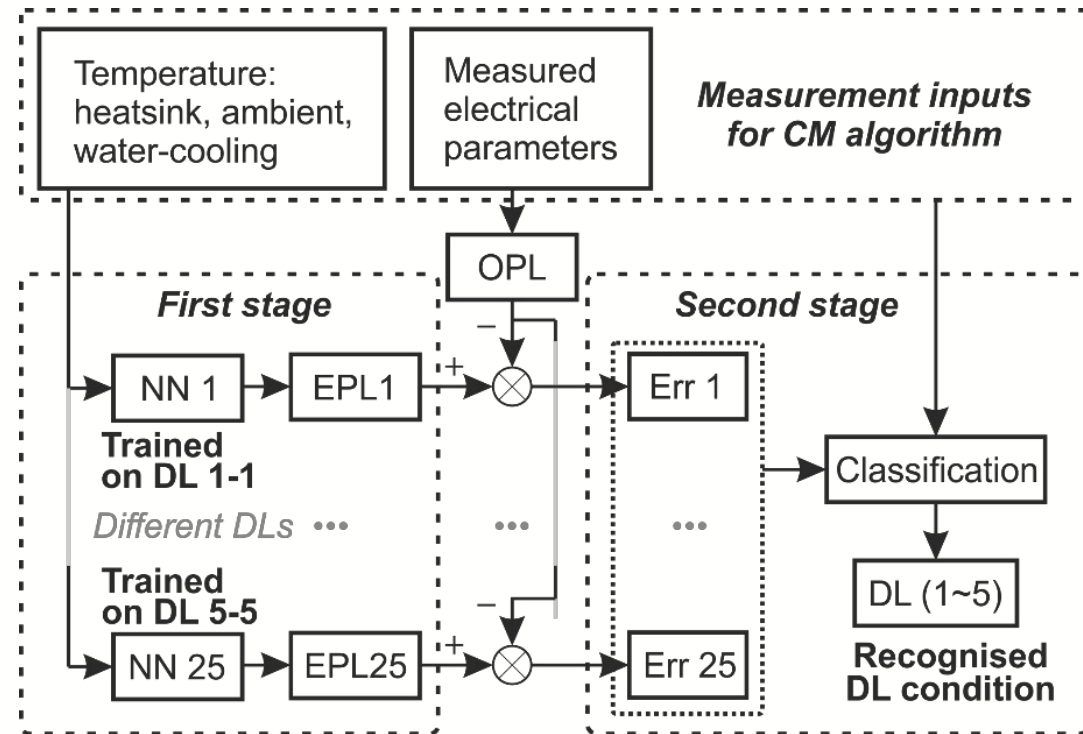 Temperature:
heatsink, ambient,
water-cooling
Measured
electrical
parameters
Measurement inputs
for CM algorithm
OPL
First stage
Second stage
−
+
NN 1
EPL1
Err 1
Trained
on DL 1-1
Classification
Different DLs ···
···
···
Trained
on DL 5-5
DL (1~5)
−
+
NN 25
EPL25
Err 25
Recognised
DL condition